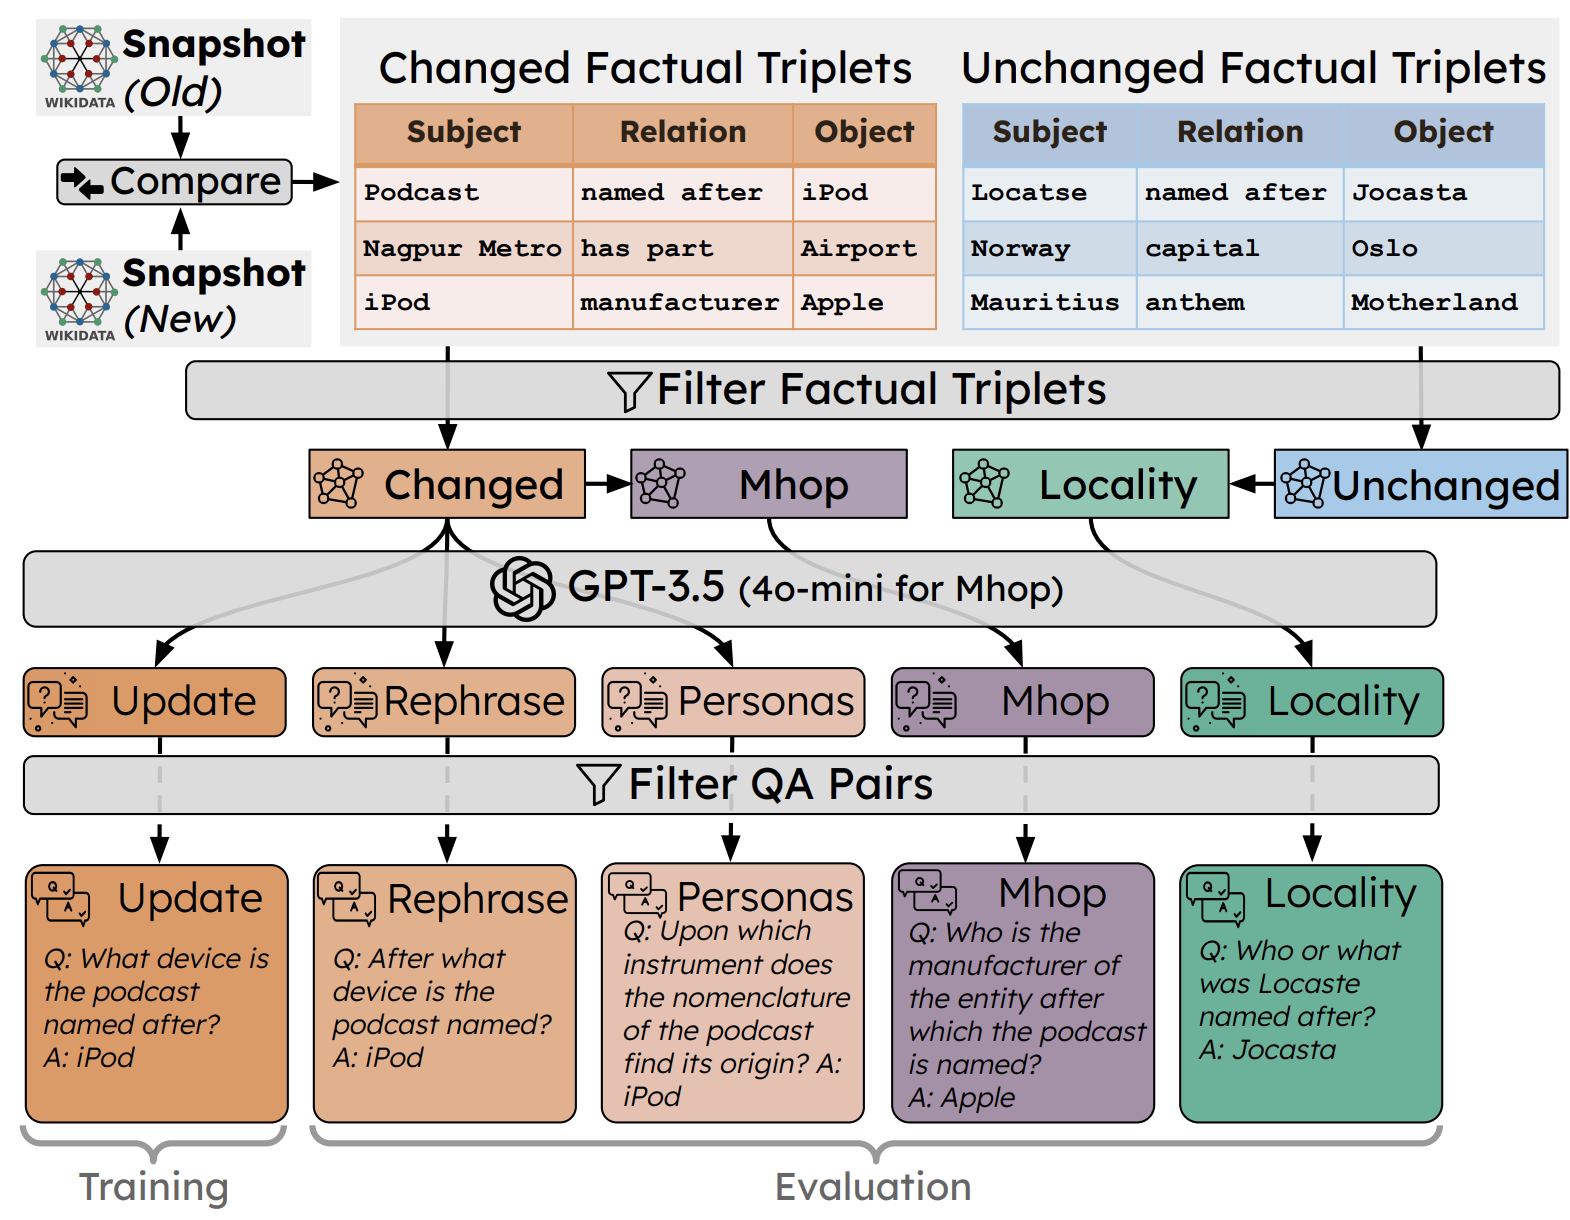 Snapshot
(Old)
WIKIDATA
Compare
Snapshot
(New)
WIKIDATA
Changed Factual Triplets
Subject Relation Object
Podcast named after iPod
Nagpur Metro has part Airport
iPod manufacturer Apple
Unchanged Factual Triplets
Subject Relation Object
Locatse named after Jocasta
Norway capital Oslo
Mauritius anthem Motherland
Filter Factual Triplets
Changed
Mhop
Locality
Unchanged
GPT-3.5 (4o-mini for Mhop)
? Update
? Rephrase
? Personas
? Mhop
? Locality
Filter QA Pairs
Q A
Update
Q: What device is
the podcast
named after?
A: iPod
Q A
Rephrase
Q: After what
device is the
podcast named?
A: iPod
Q A
Personas
Q: Upon which
instrument does
the nomenclature
of the podcast
find its origin? A:
iPod
Q A
Mhop
Q: Who is the
manufacturer of
the entity after
which the podcast
is named?
A: Apple
Q A
Locality
Q: Who or what
was Locaste
named after?
A: Jocasta
Training
Evaluation